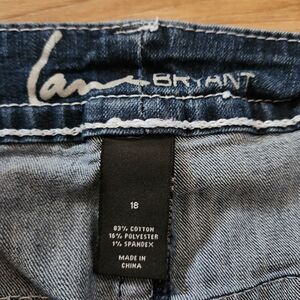 Lane BRYANT
18
83% COTTON
16% POLYESTER
1% SPANDEX
MADE IN
CHINA